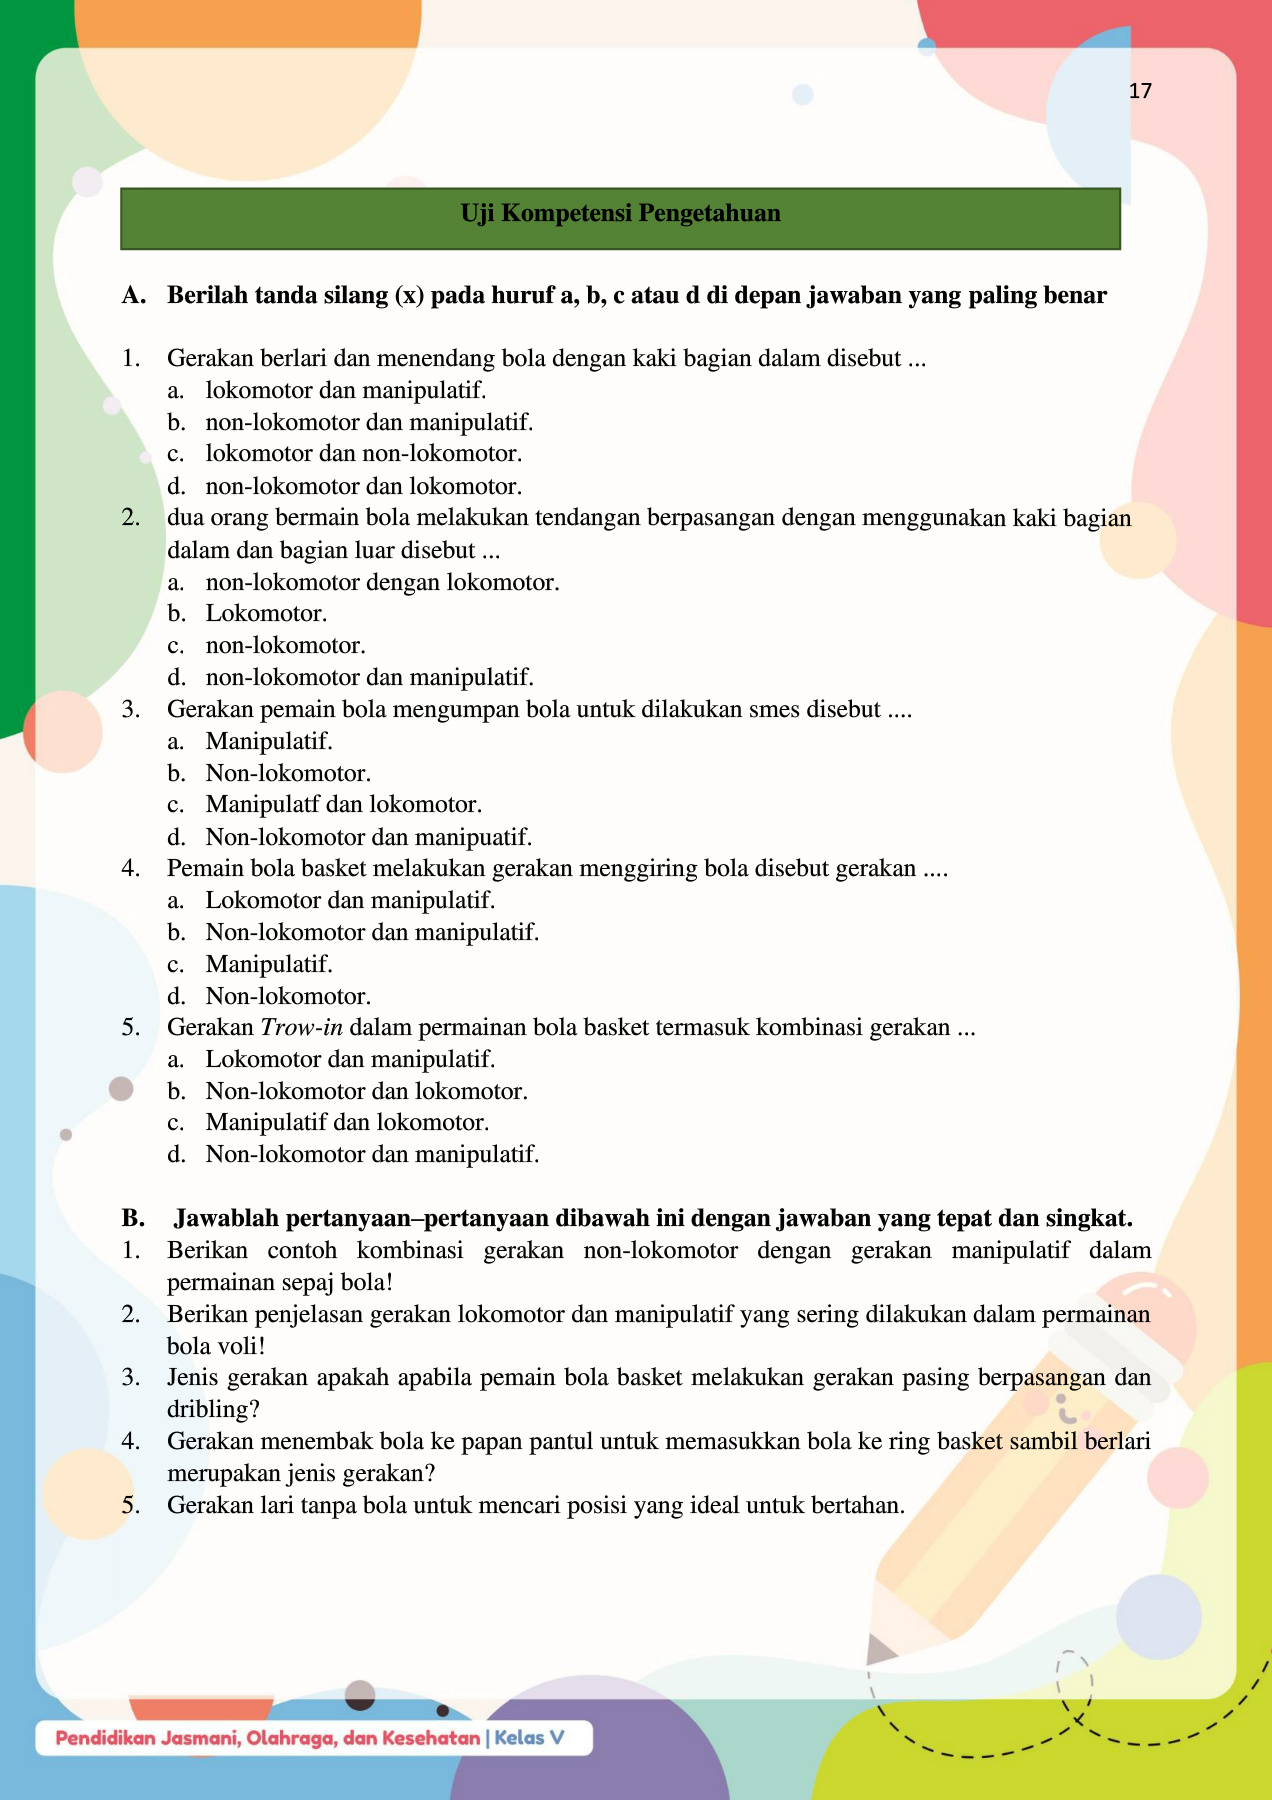 17
Uji Kompetensi Pengetahuan
A. Berilah tanda silang (x) pada huruf a, b, c atau d di depan jawaban yang paling benar
1. Gerakan berlari dan menendang bola dengan kaki bagian dalam disebut ...
a. lokomotor dan manipulatif.
b. non-lokomotor dan manipulatif.
c. lokomotor dan non-lokomotor.
d. non-lokomotor dan lokomotor.
2. dua orang bermain bola melakukan tendangan berpasangan dengan menggunakan kaki bagian
dalam dan bagian luar disebut ...
a. non-lokomotor dengan lokomotor.
b. Lokomotor.
c. non-lokomotor.
d. non-lokomotor dan manipulatif.
3. Gerakan pemain bola mengumpan bola untuk dilakukan smes disebut ....
a. Manipulatif.
b. Non-lokomotor.
c. Manipulatf dan lokomotor.
d. Non-lokomotor dan manipuatif.
4. Pemain bola basket melakukan gerakan menggiring bola disebut gerakan ....
a. Lokomotor dan manipulatif.
b. Non-lokomotor dan manipulatif.
c. Manipulatif.
d. Non-lokomotor.
5. Gerakan Trow-in dalam permainan bola basket termasuk kombinasi gerakan ...
a. Lokomotor dan manipulatif.
b. Non-lokomotor dan lokomotor.
c. Manipulatif dan lokomotor.
d. Non-lokomotor dan manipulatif.
B. Jawablah pertanyaan–pertanyaan dibawah ini dengan jawaban yang tepat dan singkat.
1. Berikan contoh kombinasi gerakan non-lokomotor dengan gerakan manipulatif dalam
permainan sepaj bola!
2. Berikan penjelasan gerakan lokomotor dan manipulatif yang sering dilakukan dalam permainan
bola voli!
3. Jenis gerakan apakah apabila pemain bola basket melakukan gerakan pasing berpasangan dan
dribling?
4. Gerakan menembak bola ke papan pantul untuk memasukkan bola ke ring basket sambil berlari
merupakan jenis gerakan?
5. Gerakan lari tanpa bola untuk mencari posisi yang ideal untuk bertahan.
Pendidikan Jasmani, Olahraga, dan Kesehatan | Kelas V